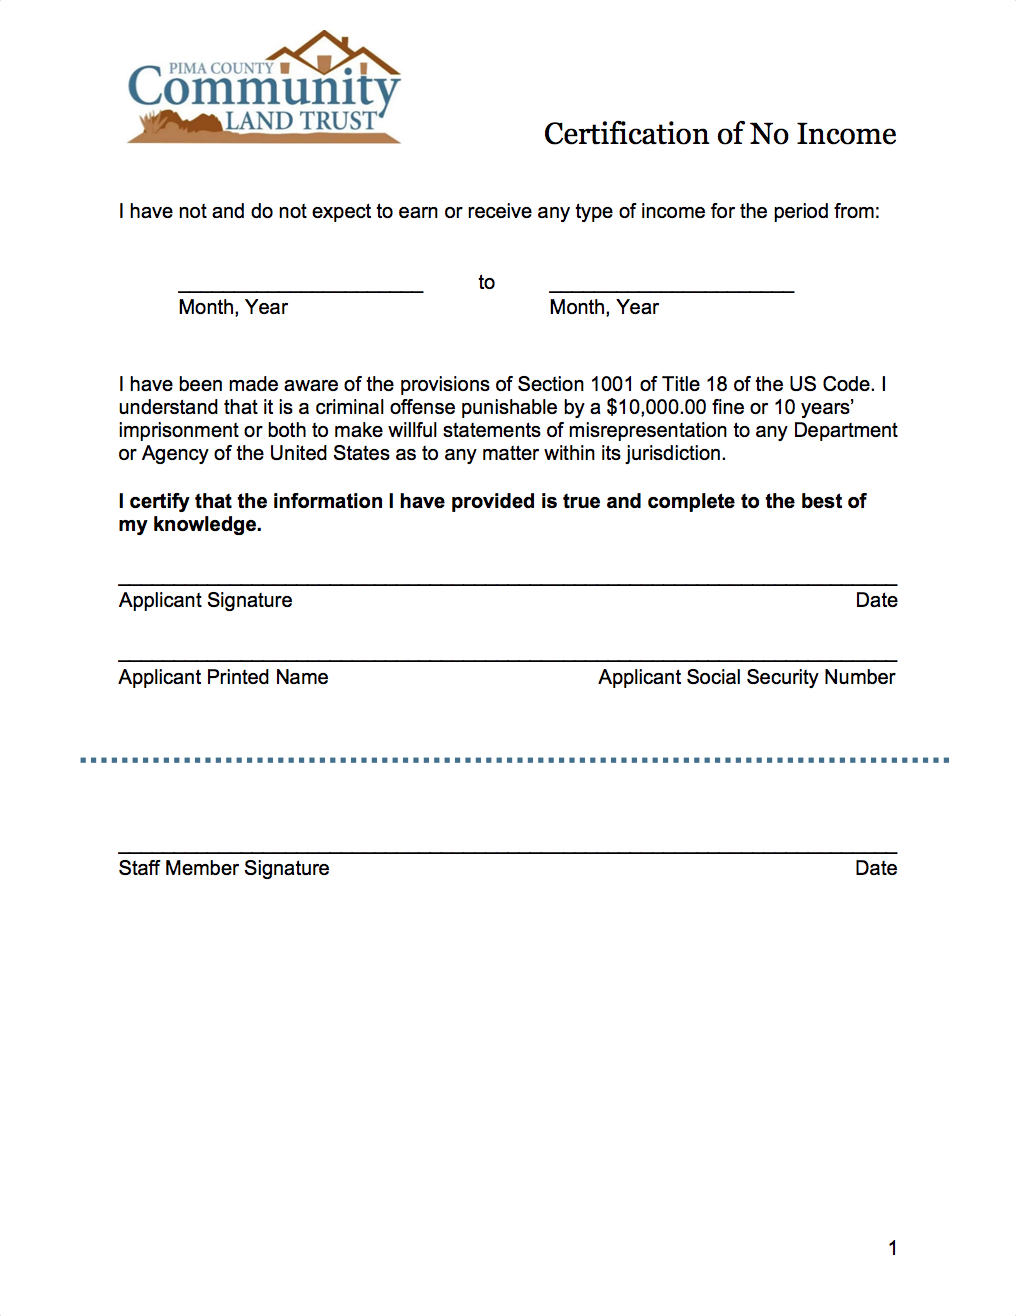 PIMA COUNTY
Community
LAND TRUST
Certification of No Income
I have not and do not expect to earn or receive any type of income for the period from:
______________________ to ______________________
Month, Year Month, Year
I have been made aware of the provisions of Section 1001 of Title 18 of the US Code. I
understand that it is a criminal offense punishable by a $10,000.00 fine or 10 years’
imprisonment or both to make willful statements of misrepresentation to any Department
or Agency of the United States as to any matter within its jurisdiction.
I certify that the information I have provided is true and complete to the best of
my knowledge.
Applicant Signature Date
Applicant Printed Name Applicant Social Security Number
Staff Member Signature Date
1